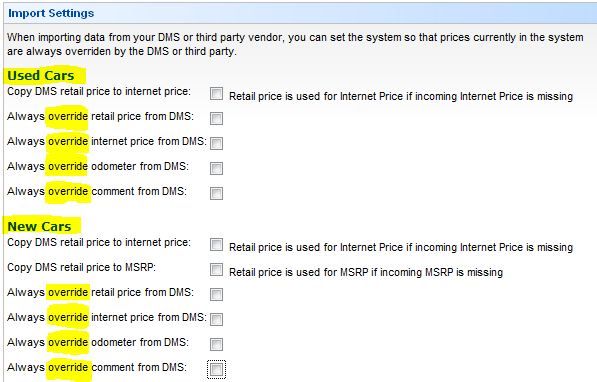 Import Settings
When importing data from your DMS or third party vendor, you can set the system so that prices currently in the system
are always overriden by the DMS or third party.
Used Cars
Copy DMS retail price to internet price: Retail price is used for Internet Price if incoming Internet Price is missing
Always override retail price from DMS:
Always override internet price from DMS:
Always override odometer from DMS:
Always override comment from DMS:
New Cars
Copy DMS retail price to internet price: Retail price is used for Internet Price if incoming Internet Price is missing
Copy DMS retail price to MSRP: Retail price is used for MSRP if incoming MSRP is missing
Always override retail price from DMS:
Always override internet price from DMS:
Always override odometer from DMS:
Always override comment from DMS: